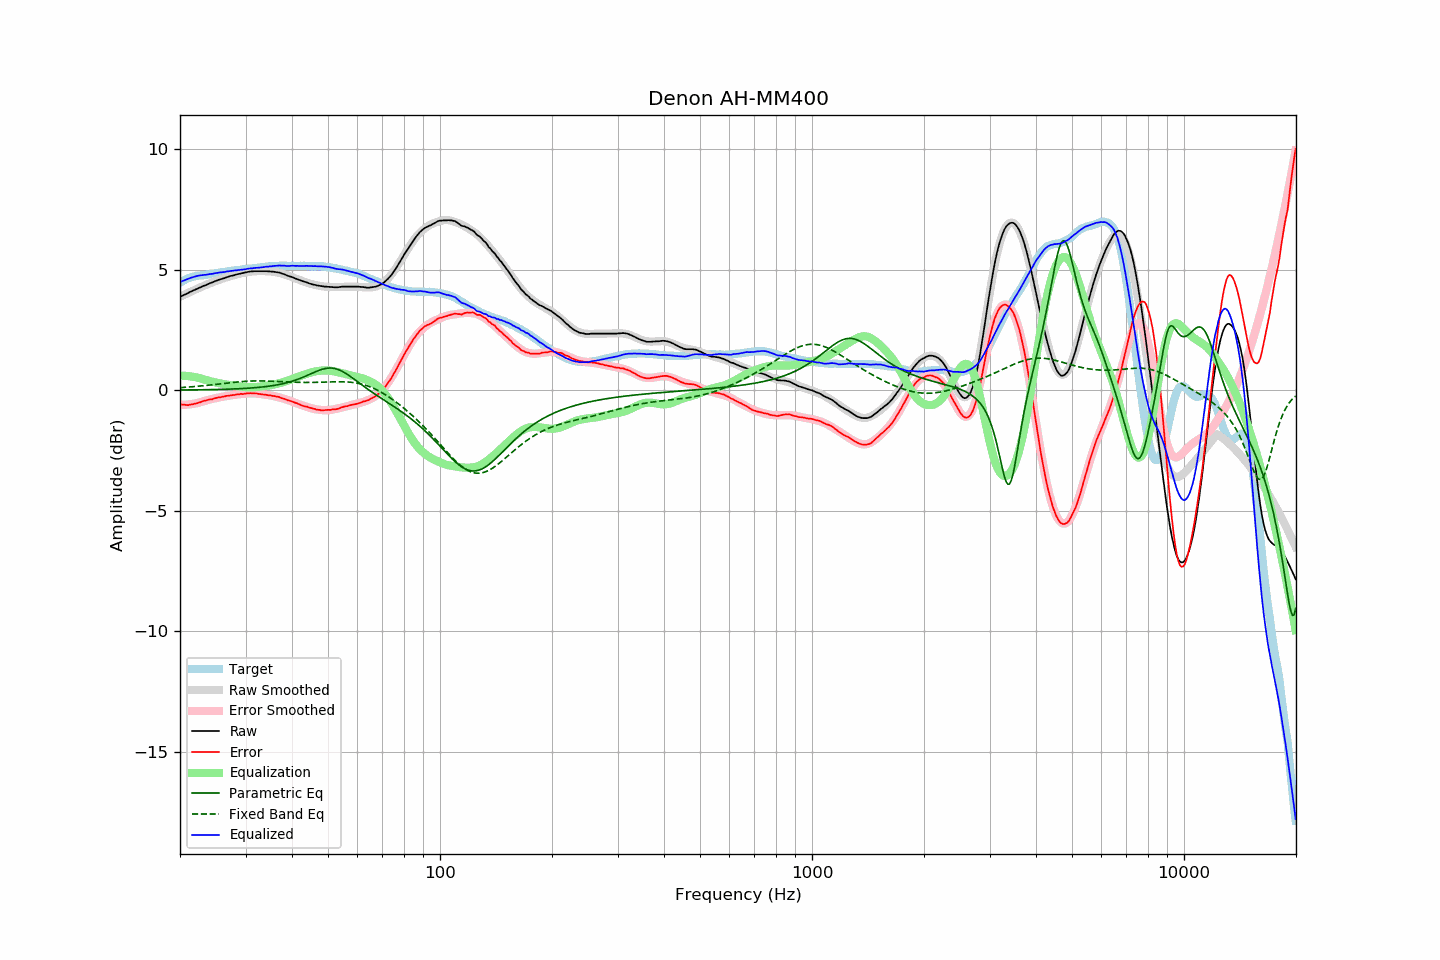 Denon AH-MM400
10
5
0
−5
−10
−15
Amplitude (dBr)
Target
Raw Smoothed
Error Smoothed
Raw
Error
Equalization
Parametric Eq
Fixed Band Eq
Equalized
100
1000
10000
Frequency (Hz)